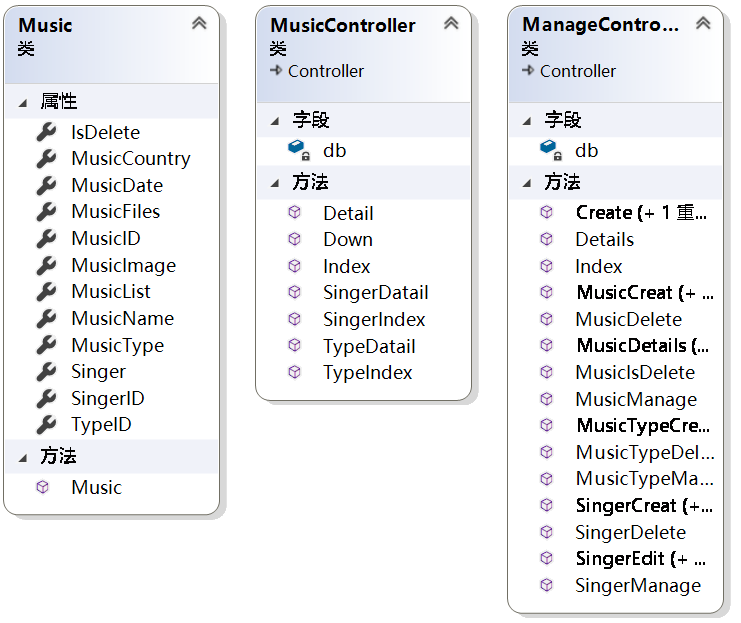 Music
类
属性
IsDelete
MusicCountry
MusicDate
MusicFiles
MusicID
MusicImage
MusicList
MusicName
MusicType
Singer
SingerID
TypeID
方法
Music
MusicController
类
Controller
字段
db
方法
Detail
Down
Index
SingerDatail
SingerIndex
TypeDatail
TypeIndex
ManageContro...
类
Controller
字段
db
方法
Create (+ 1 重...
Details
Index
MusicCreat (+ ...
MusicDelete
MusicDetails (...
MusicIsDelete
MusicManage
MusicTypeCre...
MusicTypeDel...
MusicTypeMa...
SingerCreat (+...
SingerDelete
SingerEdit (+ ...
SingerManage